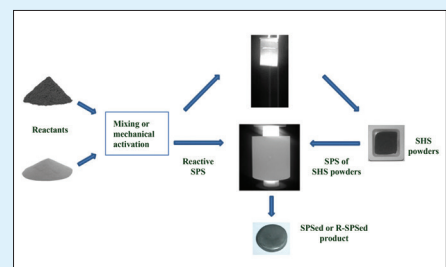 Reactants
Mixing or
mechanical
activation
Reactive
SPS
SPS of
SHS powders
SHS
powders
SPSed or R-SPSed
product